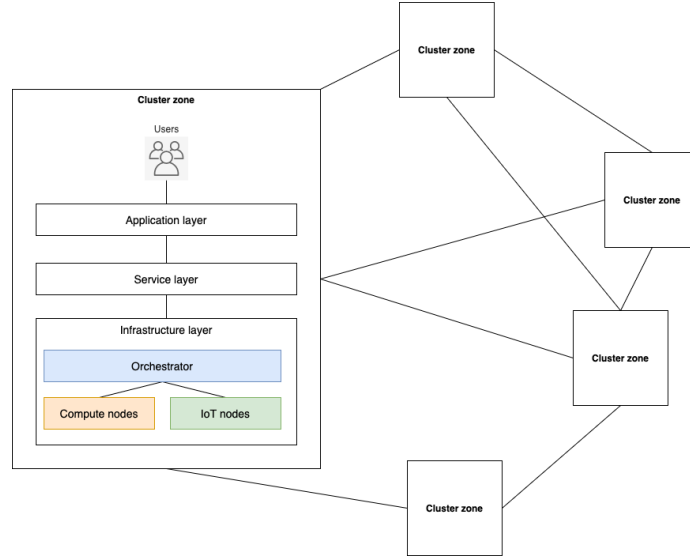 Cluster zone
Cluster zone
Users
Application layer
Cluster zone
Service layer
Infrastructure layer
Orchestrator
Cluster zone
Compute nodes
IoT nodes
Cluster zone